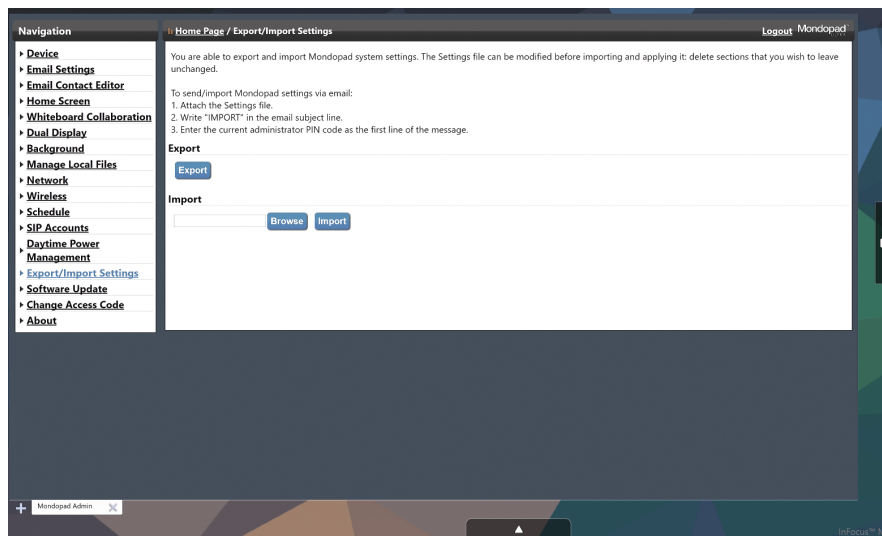 Navigation
Home Page / Export/Import Settings
Logout Mondopad
Device
Email Settings
Email Contact Editor
Home Screen
Whiteboard Collaboration
Dual Display
Background
Manage Local Files
Network
Wireless
Schedule
SIP Accounts
Daytime Power
Management
Export/Import Settings
Software Update
Change Access Code
About
You are able to export and import Mondopad system settings. The Settings file can be modified before importing and applying it: delete sections that you wish to leave
unchanged.
To send/import Mondopad settings via email:
1. Attach the Settings file.
2. Write "IMPORT" in the email subject line.
3. Enter the current administrator PIN code as the first line of the message.
Export
Export
Import
Browse Import
Mondopad Admin
InFocus™ M